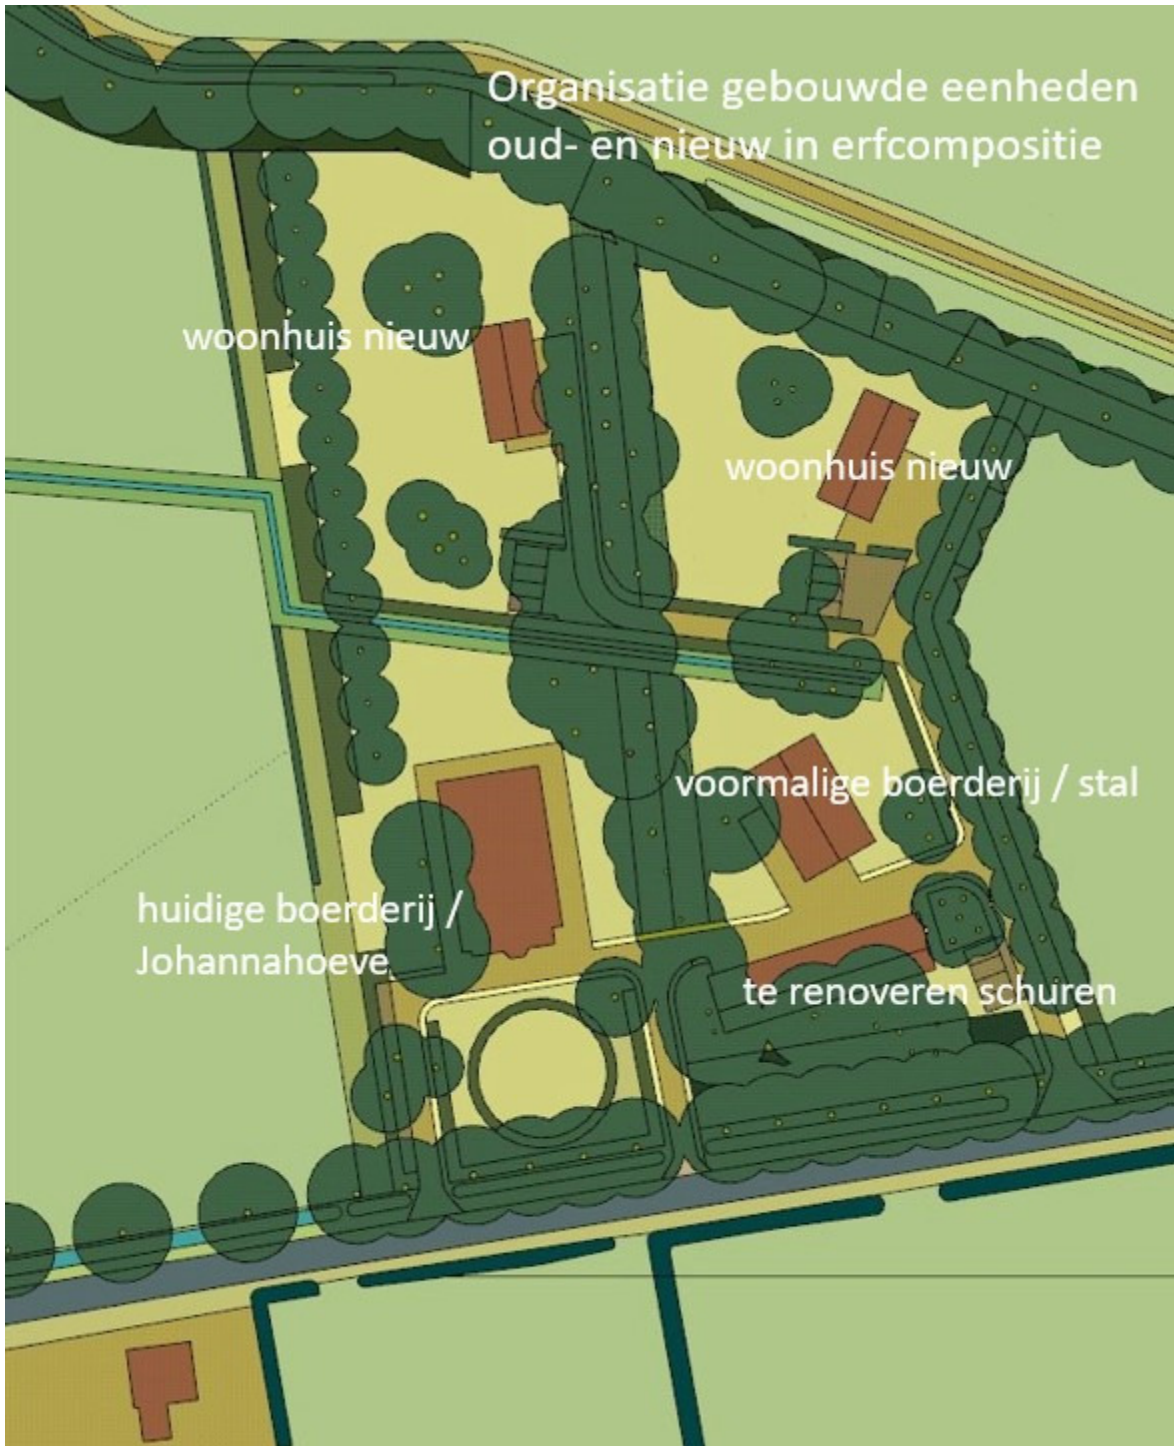 Organisatie gebouwde eenheden
oud- en nieuw in erfcompositie
woonhuis nieuw
woonhuis nieuw
voormalige boerderij / stal
huidige boerderij /
Johannahoeve
te renoveren schuren